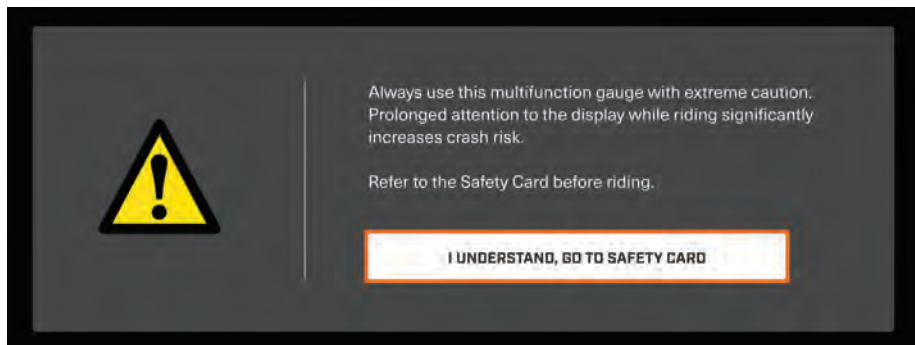 Always use this multifunction gauge with extreme caution.
Prolonged attention to the display while riding significantly
increases crash risk.
Refer to the Safety Card before riding.
I UNDERSTAND, GO TO SAFETY CARD